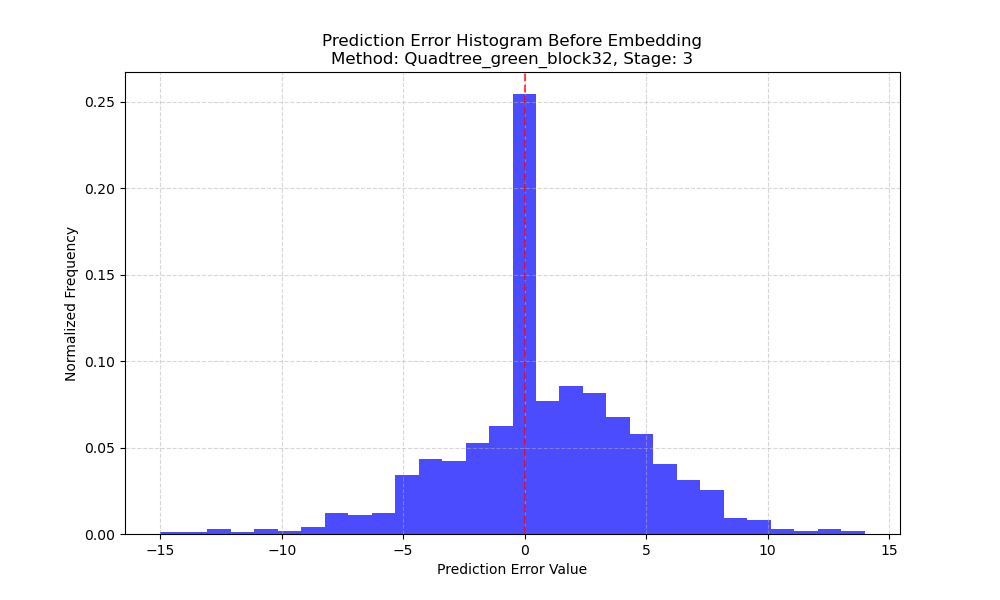 Prediction Error Histogram Before Embedding
Method: Quadtree_green_block32, Stage: 3
Normalized Frequency
0.25
0.20
0.15
0.10
0.05
0.00
−15 −10 −5 0 5 10 15
Prediction Error Value